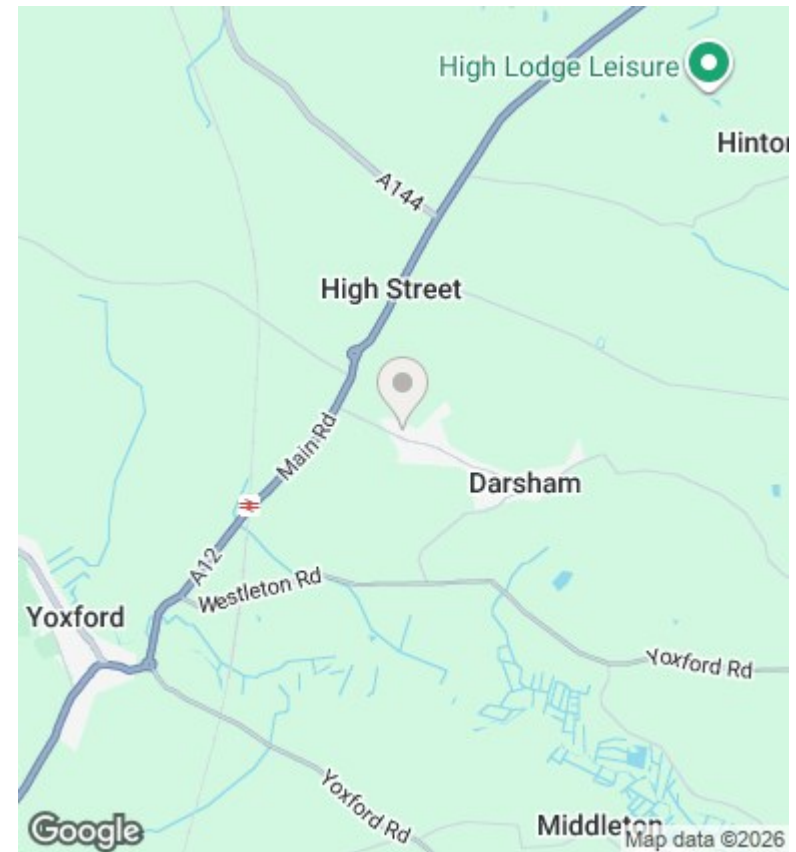 High Lodge Leisure
Hinto
A144
High Street
Main Rd
Darsham
A12
Westleton Rd
Yoxford
Yoxford Rd
Yoxford Rd
Middleton
Google
Map data ©2026